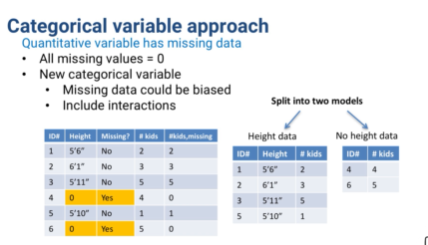 Categorical variable approach
Quantitative variable has missing data
• All missing values = 0
• New categorical variable
• Missing data could be biased
• Include interactions
Split into two models
ID# Height Missing? # kids #kids,missing
1 5'6" No 2 2
2 6'1" No 3 3
3 5'11" No 5 5
4 0 Yes 4 0
5 5'10" No 1 1
6 0 Yes 5 0
Height data
ID# Height # kids
1 5'6" 2
2 6'1" 3
3 5'11" 5
5 5'10" 1
No height data
ID# # kids
4 4
6 5